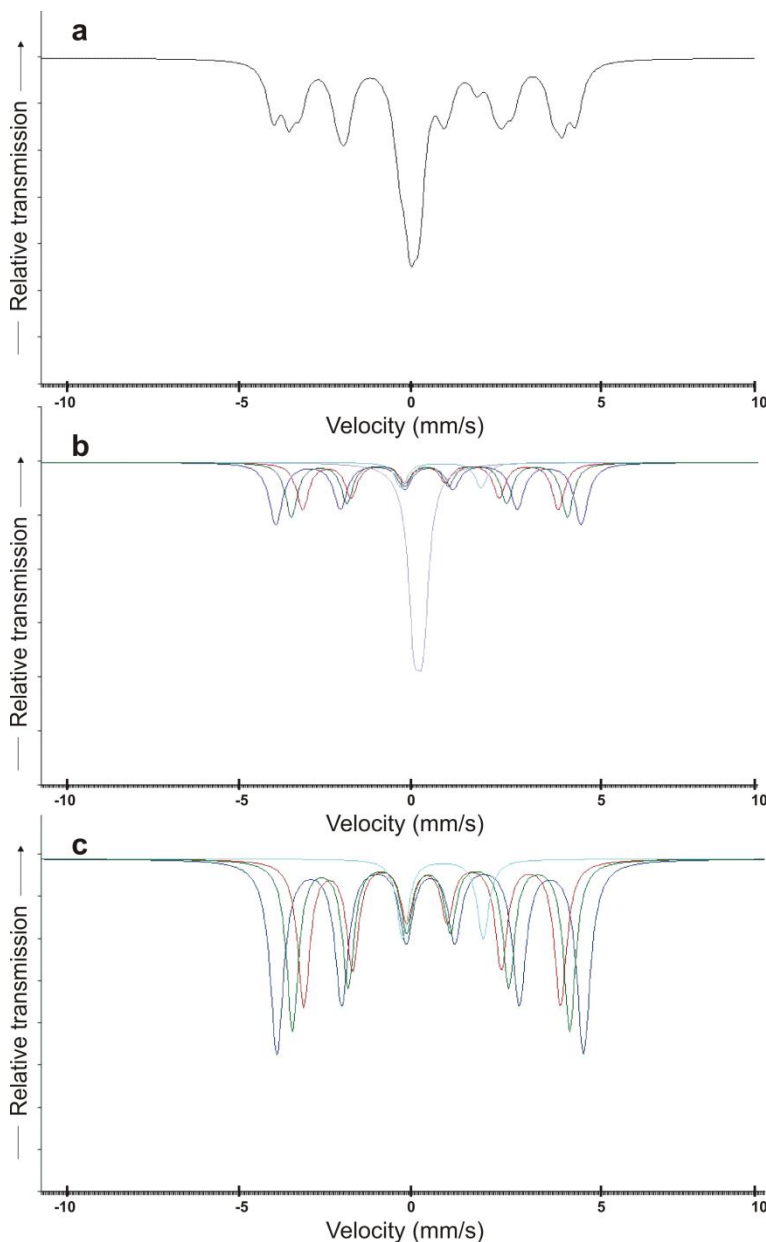 a
Relative transmission
-10 -5 0 5 10
Velocity (mm/s)
b
Relative transmission
-10 -5 0 5 10
Velocity (mm/s)
c
Relative transmission
-10 -5 0 5 10
Velocity (mm/s)